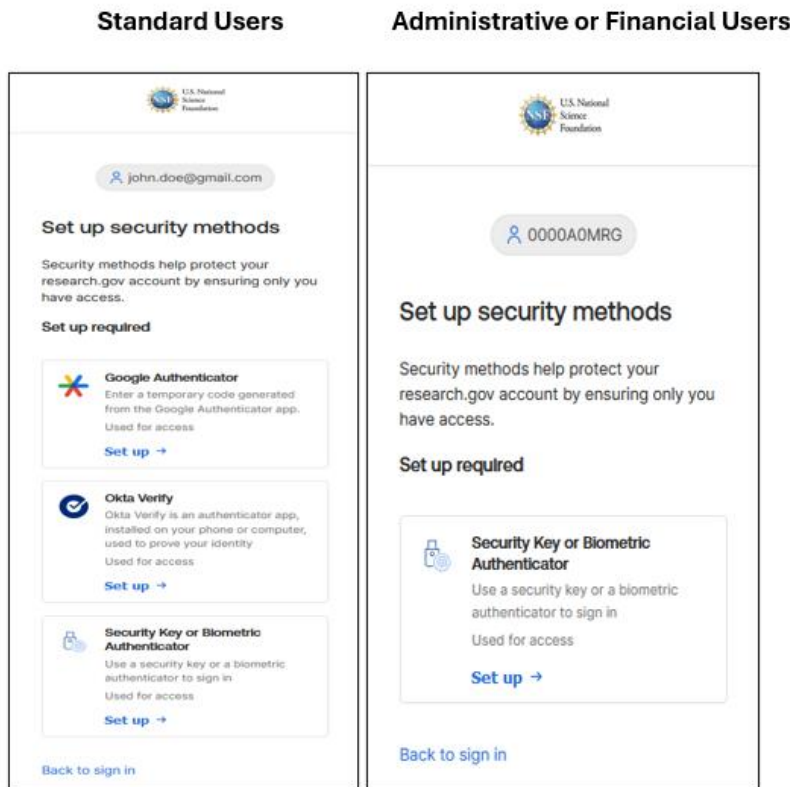 Standard Users
NSF
U.S. National
Science
Foundation
john.doe@gmail.com
Set up security methods
Security methods help protect your
research.gov account by ensuring only you
have access.
Set up required
Google Authenticator
Enter a temporary code generated
from the Google Authenticator app.
Used for access
Set up →
Okta Verify
Okta Verify is an authenticator app,
installed on your phone or computer,
used to prove your identity
Used for access
Set up →
Security Key or Biometric
Authenticator
Use a security key or a biometric
authenticator to sign in
Used for access
Set up →
Back to sign in
Administrative or Financial Users
NSF
U.S. National
Science
Foundation
0000A0MRG
Set up security methods
Security methods help protect your
research.gov account by ensuring only you
have access.
Set up required
Security Key or Biometric
Authenticator
Use a security key or a biometric
authenticator to sign in
Used for access
Set up →
Back to sign in